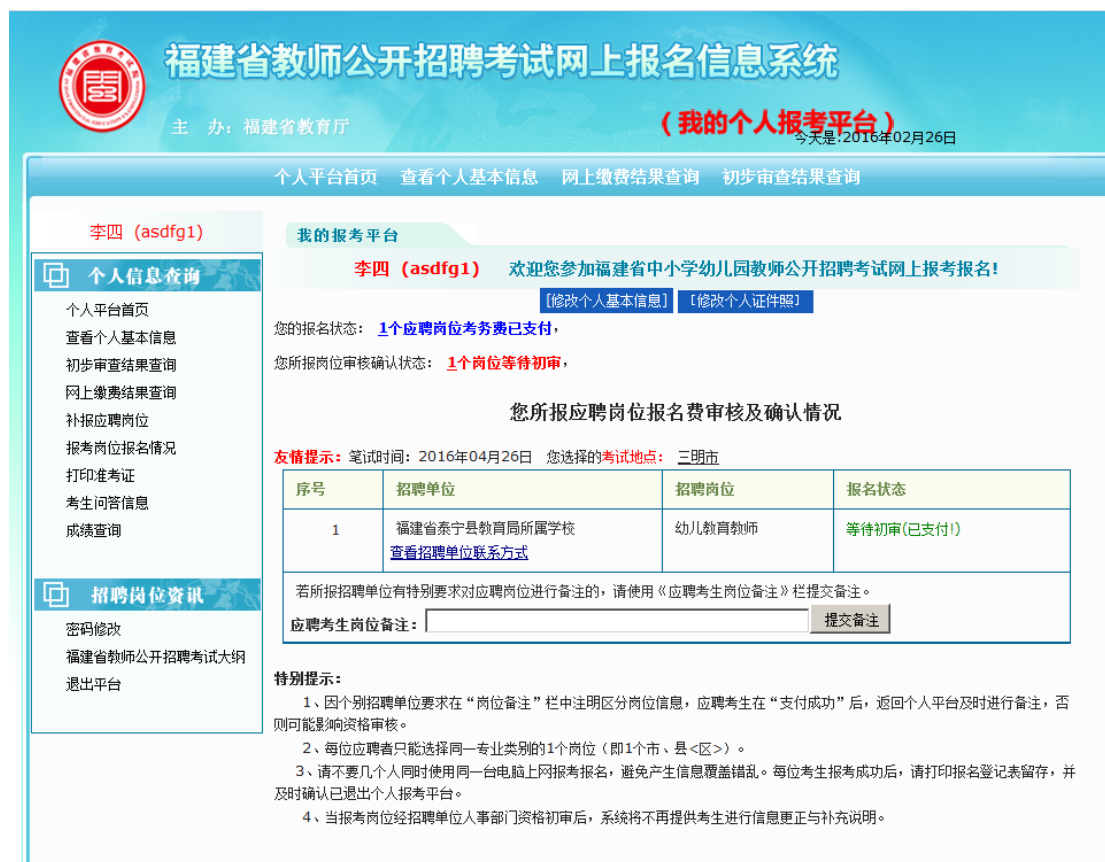 福建省教师公开招聘考试网上报名信息系统
主 办：福建省教育厅
（我的个人报考平台）
今天是:2016年02月26日
个人平台首页 查看个人基本信息 网上缴费结果查询 初步审查结果查询
李四 (asdfg1)
个人信息查询
个人平台首页
查看个人基本信息
初步审查结果查询
网上缴费结果查询
补报应聘岗位
报考岗位报名情况
打印准考证
考生问答信息
成绩查询
招聘岗位资讯
密码修改
福建省教师公开招聘考试大纲
退出平台
我的报考平台
李四 (asdfg1) 欢迎您参加福建省中小学幼儿园教师公开招聘考试网上报考报名!
[修改个人基本信息] [修改个人证件照]
您的报名状态： 1个应聘岗位考务费已支付，
您所报岗位审核确认状态： 1个岗位等待初审，
您所报应聘岗位报名费审核及确认情况
友情提示：笔试时间：2016年04月26日 您选择的考试地点： 三明市
序号 招聘单位 招聘岗位 报名状态
1 福建省泰宁县教育局所属学校 幼儿教育教师 等待初审(已支付!)
查看招聘单位联系方式
若所报招聘单位有特别要求对应聘岗位进行备注的，请使用《应聘考生岗位备注》栏提交备注。
应聘考生岗位备注： 提交备注
特别提示：
1、因个别招聘单位要求在“岗位备注”栏中注明区分岗位信息，应聘考生在“支付成功”后，返回个人平台及时进行备注，否
则可能影响资格审核。
2、每位应聘者只能选择同一专业类别的1个岗位（即1个市、县<区>）。
3、请不要几个人同时使用同一台电脑上网报考报名，避免产生信息覆盖错乱。每位考生报考成功后，请打印报名登记表留存，并
及时确认已退出个人报考平台。
4、当报考岗位经招聘单位人事部门资格初审后，系统将不再提供考生进行信息更正与补充说明。